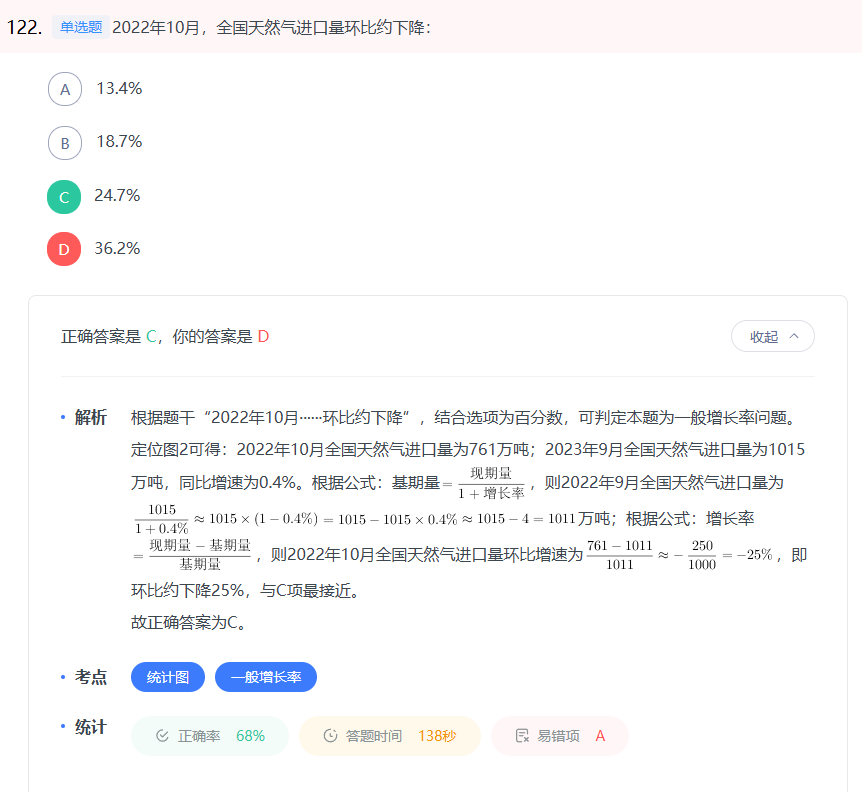 122. 单选题 2022年10月，全国天然气进口量环比约下降：
A 13.4%
B 18.7%
C 24.7%
D 36.2%
正确答案是 C，你的答案是 D
收起
解析 根据题干“2022年10月……环比约下降”，结合选项为百分数，可判定本题为一般增长率问题。
定位图2可得：2022年10月全国天然气进口量为761万吨；2023年9月全国天然气进口量为1015
万吨，同比增速为0.4%。根据公式：基期量=现期量/(1+增长率)，则2022年9月全国天然气进口量为
1015/(1+0.4%)≈1015×(1−0.4%)=1015−1015×0.4%≈1015−4=1011万吨；根据公式：增长率
=(现期量−基期量)/基期量，则2022年10月全国天然气进口量环比增速为(761−1011)/1011≈−250/1000=−25%，即
环比约下降25%，与C项最接近。
故正确答案为C。
考点 统计图 一般增长率
统计 正确率 68% 答题时间 138秒 易错项 A